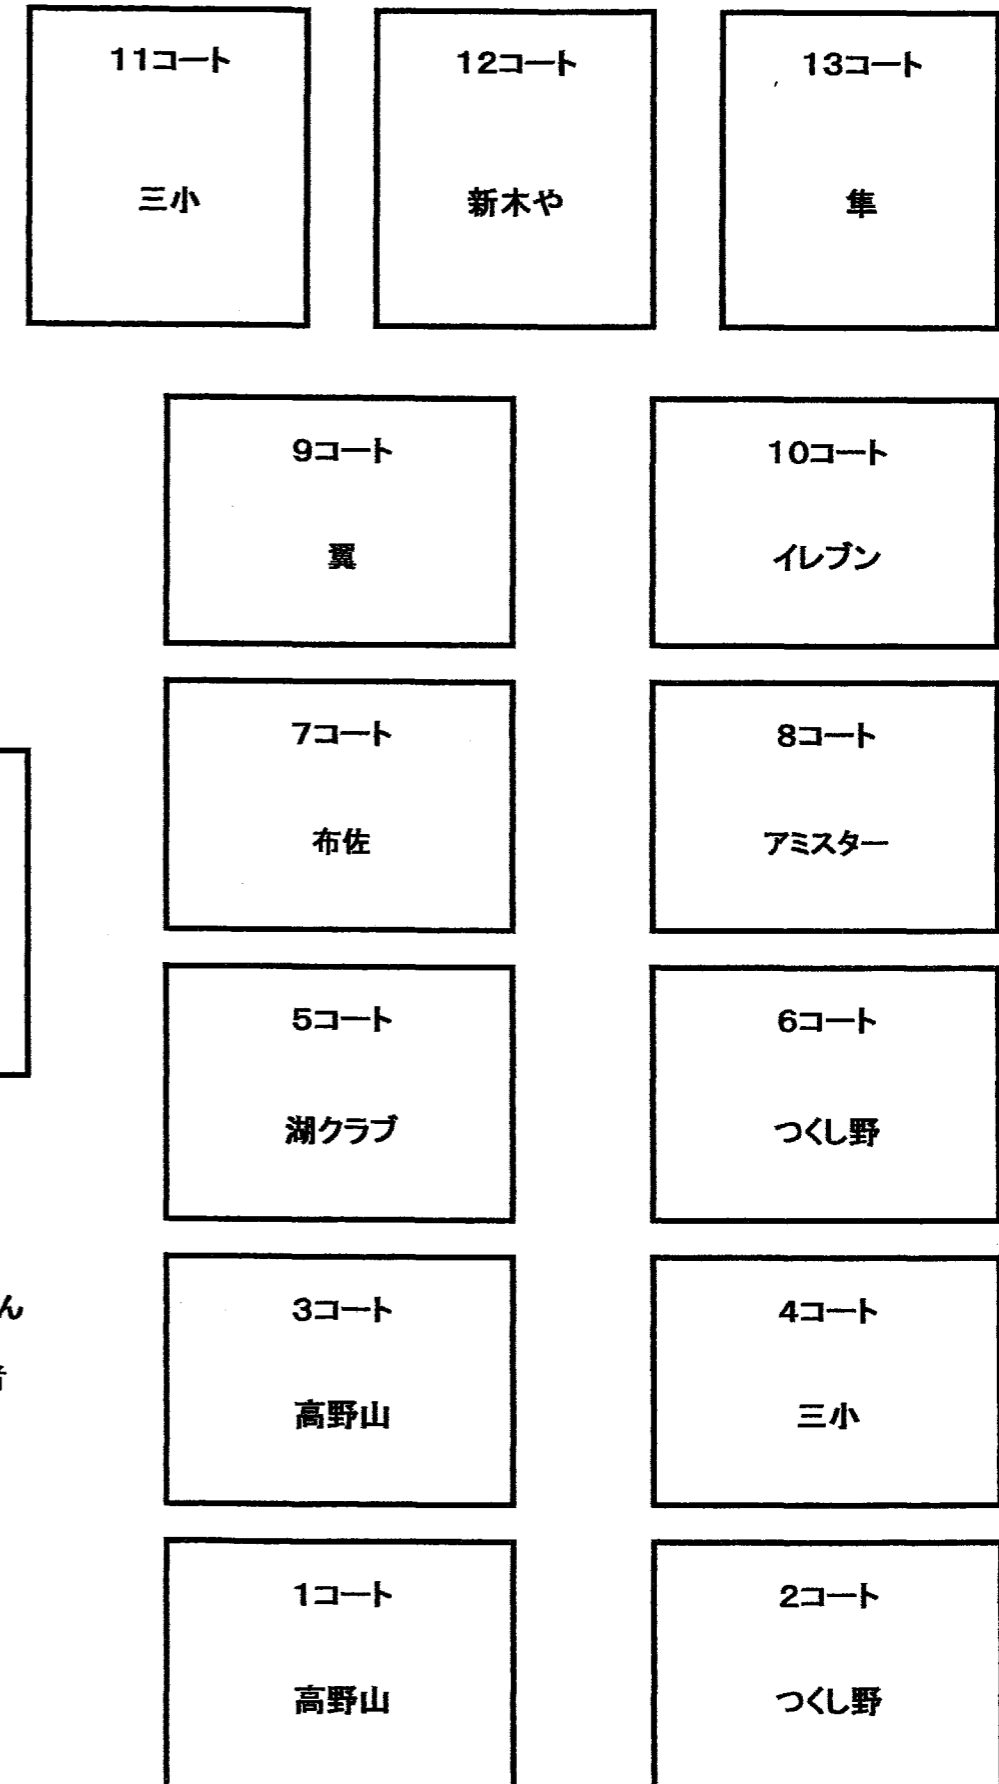 11コート
三小
12コート
新木や
13コート
隼
9コート
翼
10コート
イレブン
7コート
布佐
8コート
アミスター
5コート
湖クラブ
6コート
つくし野
ん
3コート
高野山
4コート
三小
1コート
高野山
2コート
つくし野